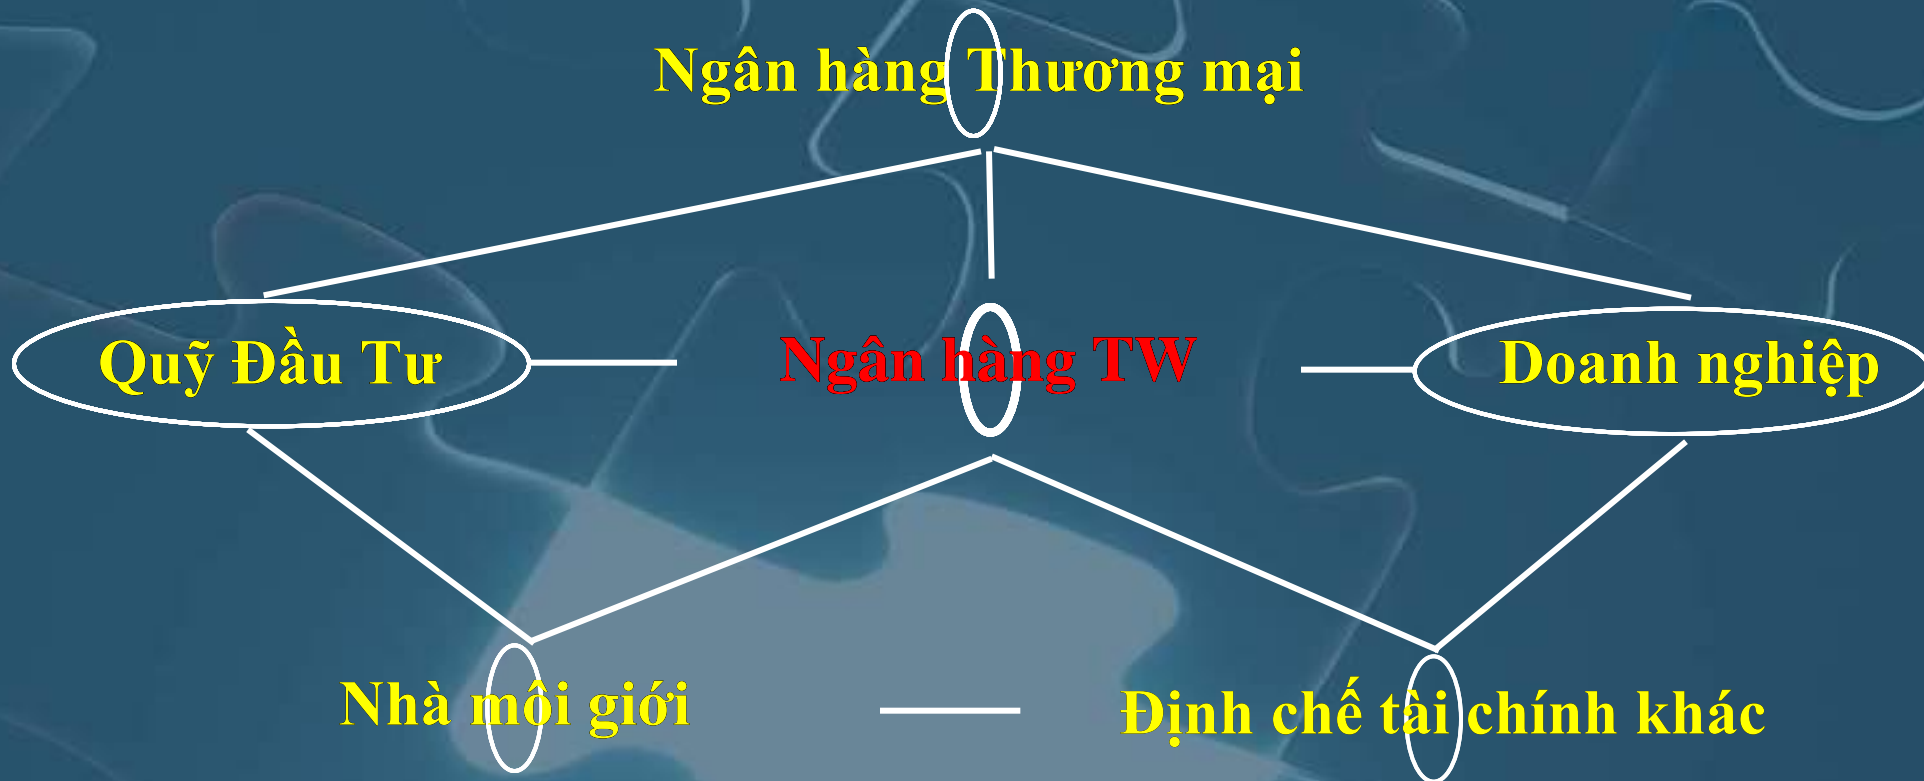 Ngân hàng Thương mại
Quỹ Đầu Tư
Ngân hàng TW
Doanh nghiệp
Nhà môi giới
Định chế tài chính khác